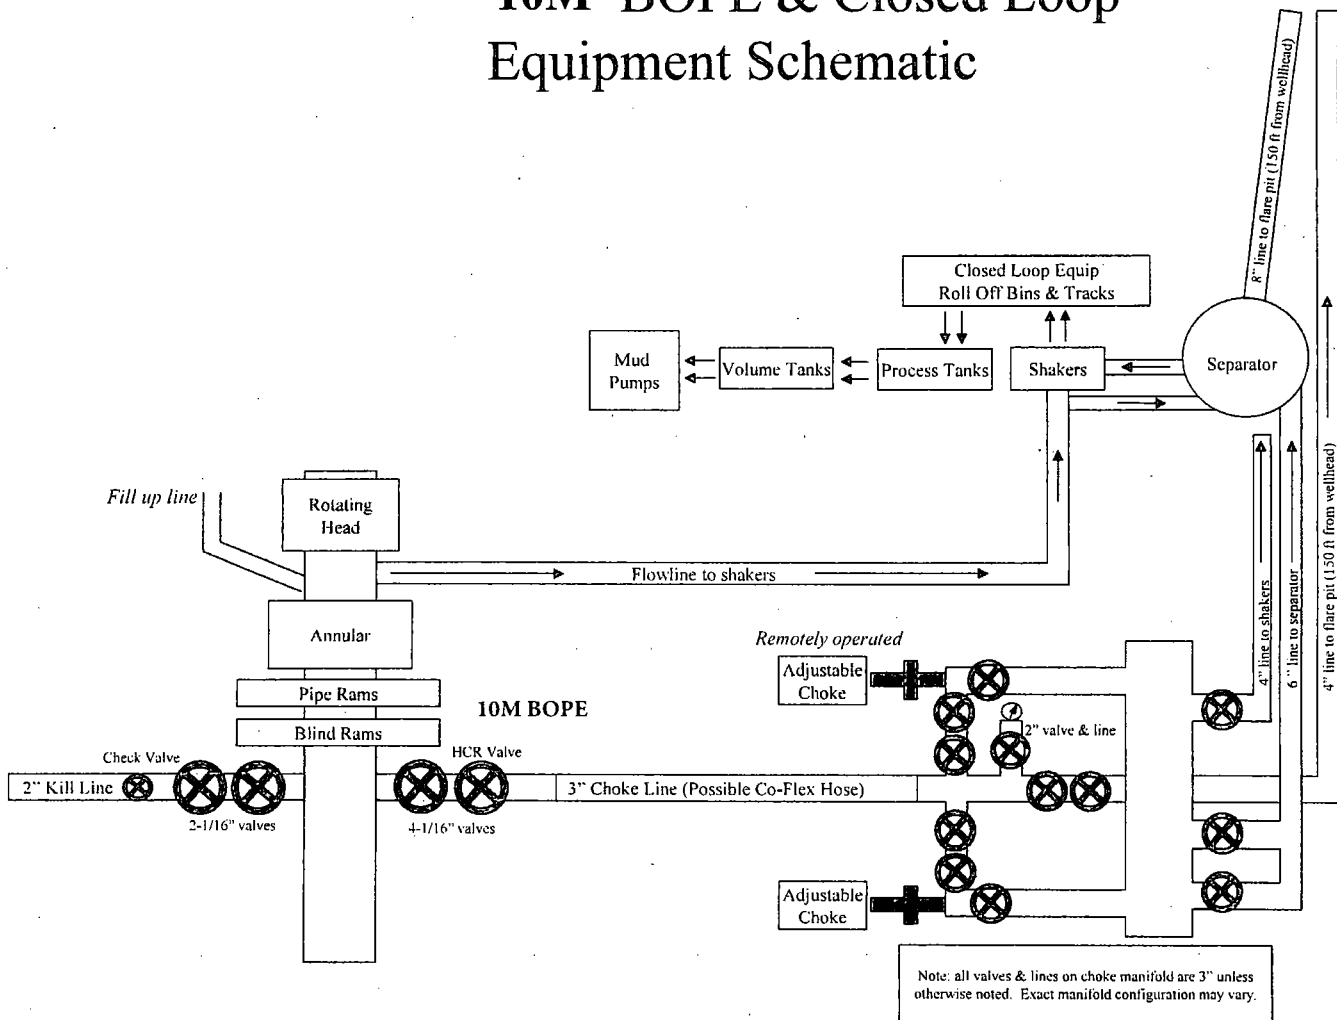 10M BOPE & Closed Loop
Equipment Schematic
8" line to flare pit (150 ft from wellhead)
Closed Loop Equip
Roll Off Bins & Tracks
Mud
Pumps
Volume Tanks
Process Tanks
Shakers
Separator
Fill up line
Rotating
Head
Flowline to shakers
Annular
Pipe Rams
Blind Rams
10M BOPE
Remotely operated
Adjustable
Choke
4" line to shakers
6" line to separator
4" line to flare pit (150 ft from wellhead)
2" valve & line
Check Valve
HCR Valve
2" Kill Line
3" Choke Line (Possible Co-Flex Hose)
2-1/16" valves
4-1/16" valves
Adjustable
Choke
Note: all valves & lines on choke manifold are 3" unless
otherwise noted. Exact manifold configuration may vary.